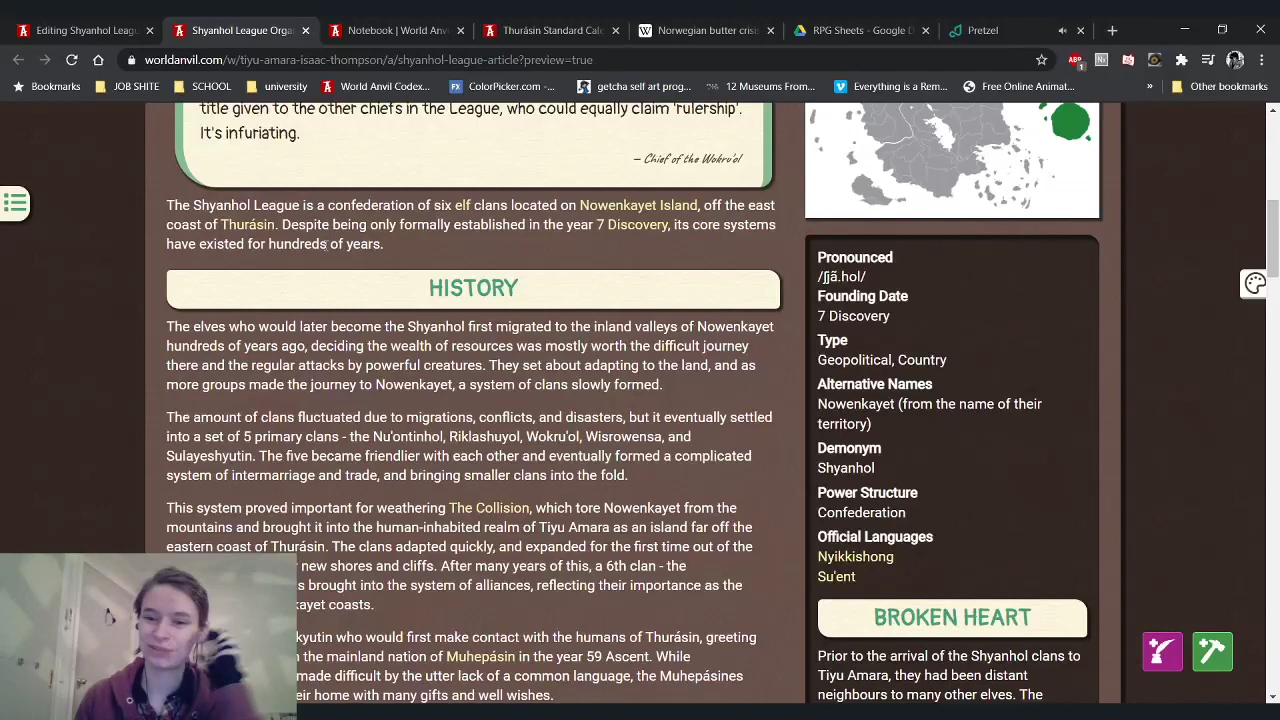 Editing Shyanhol Leag
Shyanhol League Orga
Notebook | World Anvi
Thurásin Standard Cal
Norwegian butter crisi
RPG Sheets - Google D
Pretzel
worldanvil.com/w/tiyu-amara-isaac-thompson/a/shyanhol-league-article?preview=true
Bookmarks
JOB SHITE
SCHOOL
university
World Anvil Codex...
ColorPicker.com -...
getcha self art prog...
12 Museums From...
Everything is a Rem...
Free Online Animat...
»
Other bookmarks
title given to the other chiefs in the League, who could equally claim 'rulership'.
It's infuriating.
– Chief of the Wokru'ol
The Shyanhol League is a confederation of six elf clans located on Nowenkayet Island, off the east
coast of Thurásin. Despite being only formally established in the year 7 Discovery, its core systems
have existed for hundreds of years.
HISTORY
The elves who would later become the Shyanhol first migrated to the inland valleys of Nowenkayet
hundreds of years ago, deciding the wealth of resources was mostly worth the difficult journey
there and the regular attacks by powerful creatures. They set about adapting to the land, and as
more groups made the journey to Nowenkayet, a system of clans slowly formed.
The amount of clans fluctuated due to migrations, conflicts, and disasters, but it eventually settled
into a set of 5 primary clans - the Nu'ontinhol, Riklashuyol, Wokru'ol, Wisrowensa, and
Sulayeshyutin. The five became friendlier with each other and eventually formed a complicated
system of intermarriage and trade, and bringing smaller clans into the fold.
This system proved important for weathering The Collision, which tore Nowenkayet from the
mountains and brought it into the human-inhabited realm of Tiyu Amara as an island far off the
eastern coast of Thurásin. The clans adapted quickly, and expanded for the first time out of the
new shores and cliffs. After many years of this, a 6th clan - the
s brought into the system of alliances, reflecting their importance as the
kayet coasts.
kyutin who would first make contact with the humans of Thurásin, greeting
n the mainland nation of Muhepásin in the year 59 Ascent. While
made difficult by the utter lack of a common language, the Muhepásines
eir home with many gifts and well wishes.
Pronounced
/ʃjã.hol/
Founding Date
7 Discovery
Type
Geopolitical, Country
Alternative Names
Nowenkayet (from the name of their
territory)
Demonym
Shyanhol
Power Structure
Confederation
Official Languages
Nyikkishong
Su'ent
BROKEN HEART
Prior to the arrival of the Shyanhol clans to
Tiyu Amara, they had been distant
neighbours to many other elves. The